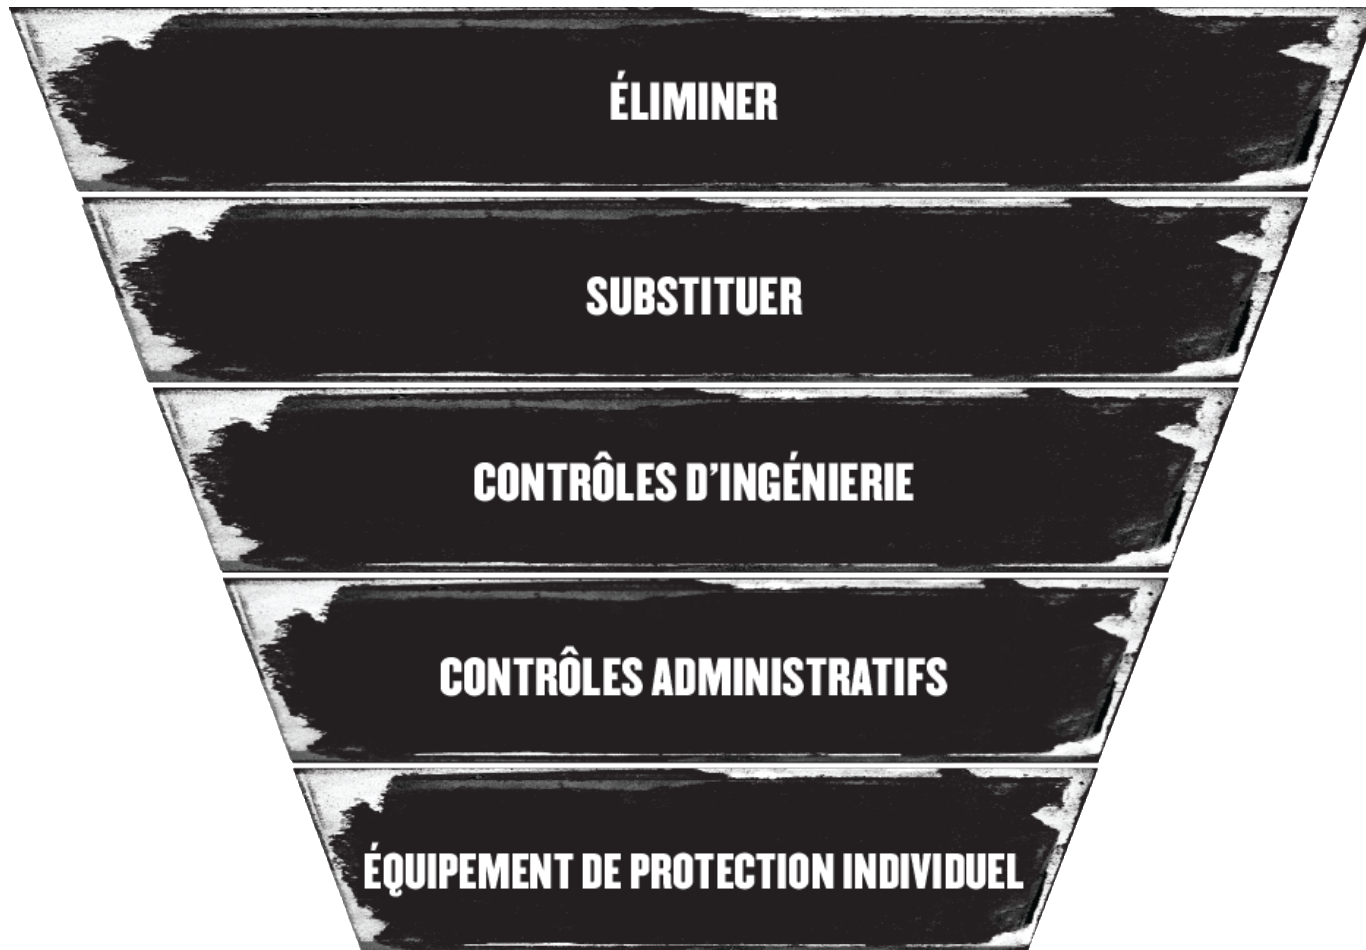 ÉLIMINER
SUBSTITUER
CONTRÔLES D’INGÉNIERIE
CONTRÔLES ADMINISTRATIFS
ÉQUIPEMENT DE PROTECTION INDIVIDUEL